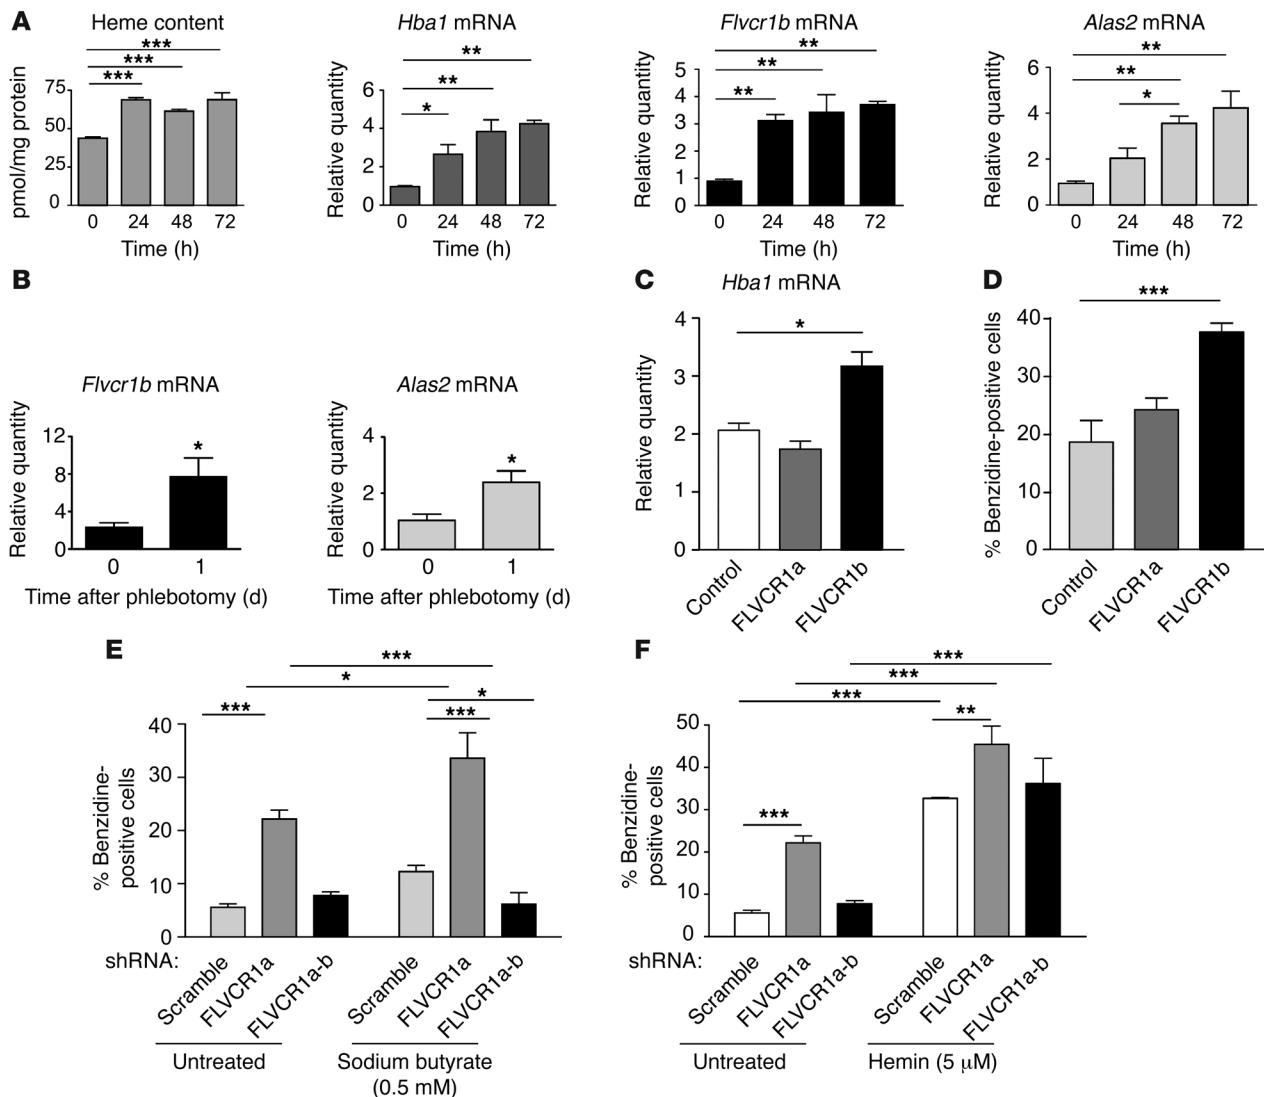 A
Heme content
***
***
***
pmol/mg protein
75
50
25
0
0 24 48 72
Time (h)
Hba1 mRNA
**
**
*
Relative quantity
6
4
2
0
0 24 48 72
Time (h)
Flvcr1b mRNA
**
**
**
Relative quantity
5
4
3
2
1
0
0 24 48 72
Time (h)
Alas2 mRNA
**
**
*
Relative quantity
6
4
2
0
0 24 48 72
Time (h)
B
Flvcr1b mRNA
*
Relative quantity
12
8
4
0
0 1
Time after phlebotomy (d)
Alas2 mRNA
*
Relative quantity
4
2
0
0 1
Time after phlebotomy (d)
C
Hba1 mRNA
*
Relative quantity
4
3
2
1
0
Control
FLVCR1a
FLVCR1b
D
***
% Benzidine-positive cells
40
30
20
10
0
Control
FLVCR1a
FLVCR1b
E
***
*
*
***
***
% Benzidine-
positive cells
40
30
20
10
0
shRNA:
Scramble
FLVCR1a
FLVCR1a-b
Scramble
FLVCR1a
FLVCR1a-b
Untreated
Sodium butyrate
(0.5 mM)
F
***
***
***
**
***
% Benzidine-
positive cells
50
40
30
20
10
0
shRNA:
Scramble
FLVCR1a
FLVCR1a-b
Scramble
FLVCR1a
FLVCR1a-b
Untreated
Hemin (5 μM)